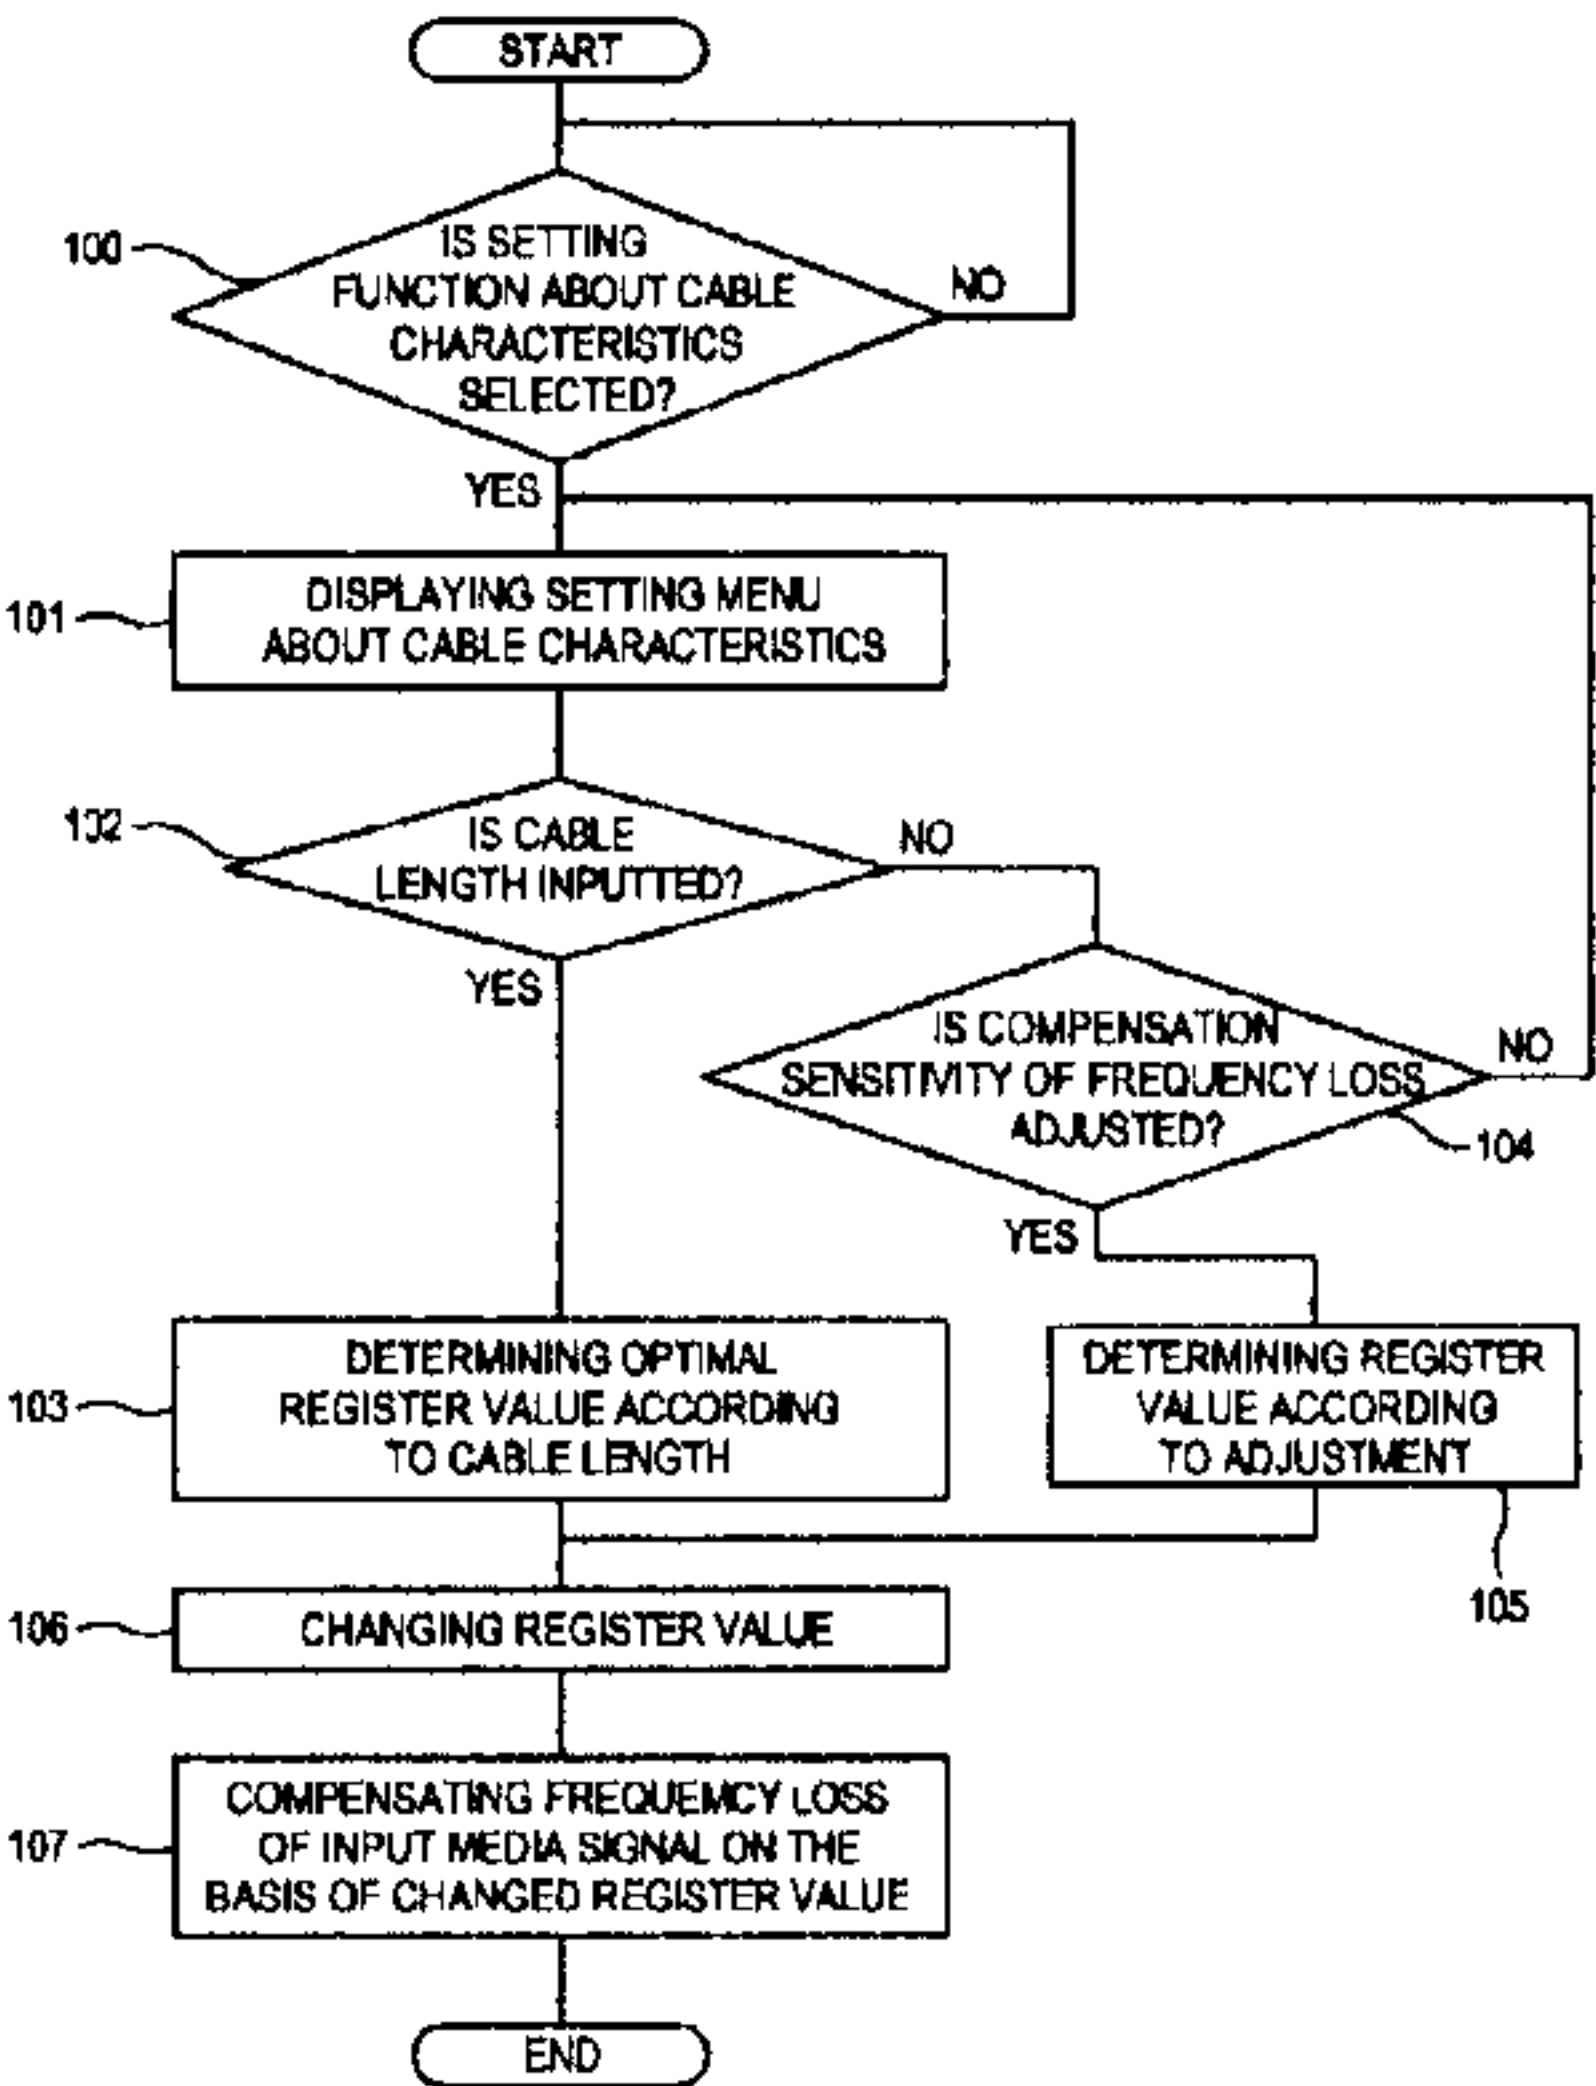 START
100
IS SETTING
FUNCTION ABOUT CABLE
CHARACTERISTICS
SELECTED?
NO
YES
101
DISPLAYING SETTING MENU
ABOUT CABLE CHARACTERISTICS
102
IS CABLE
LENGTH INPUTTED?
NO
YES
IS COMPENSATION
SENSITIVITY OF FREQUENCY LOSS
ADJUSTED?
NO
104
YES
103
DETERMINING OPTIMAL
REGISTER VALUE ACCORDING
TO CABLE LENGTH
DETERMINING REGISTER
VALUE ACCORDING
TO ADJUSTMENT
105
106
CHANGING REGISTER VALUE
107
COMPENSATING FREQUEMCY LOSS
OF INPUT MEDIA SIGNAL ON THE
BASIS OF CHANGED REGISTER VALUE
END